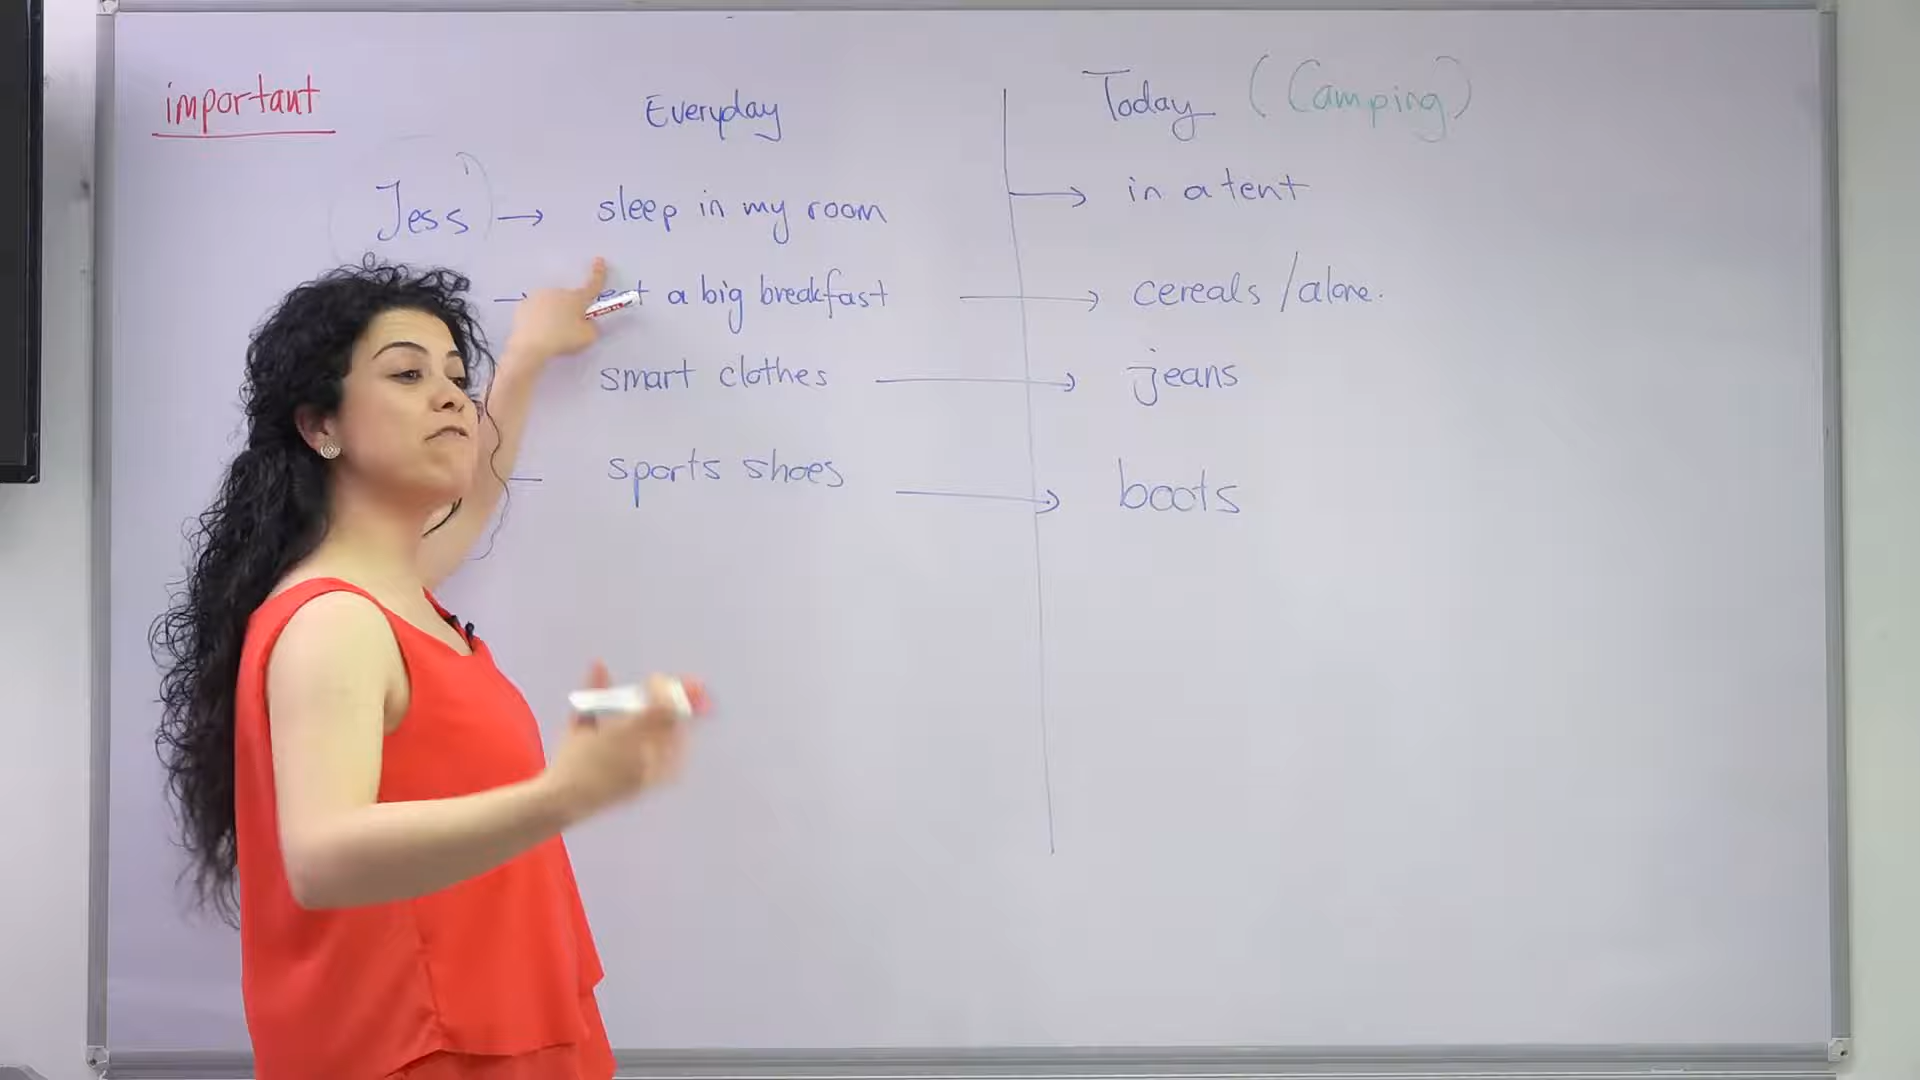 important
Everyday
Today (Camping)
Jess → sleep in my room → in a tent
→ eat a big breakfast → cereals /alone.
smart clothes → jeans
sports shoes → boots